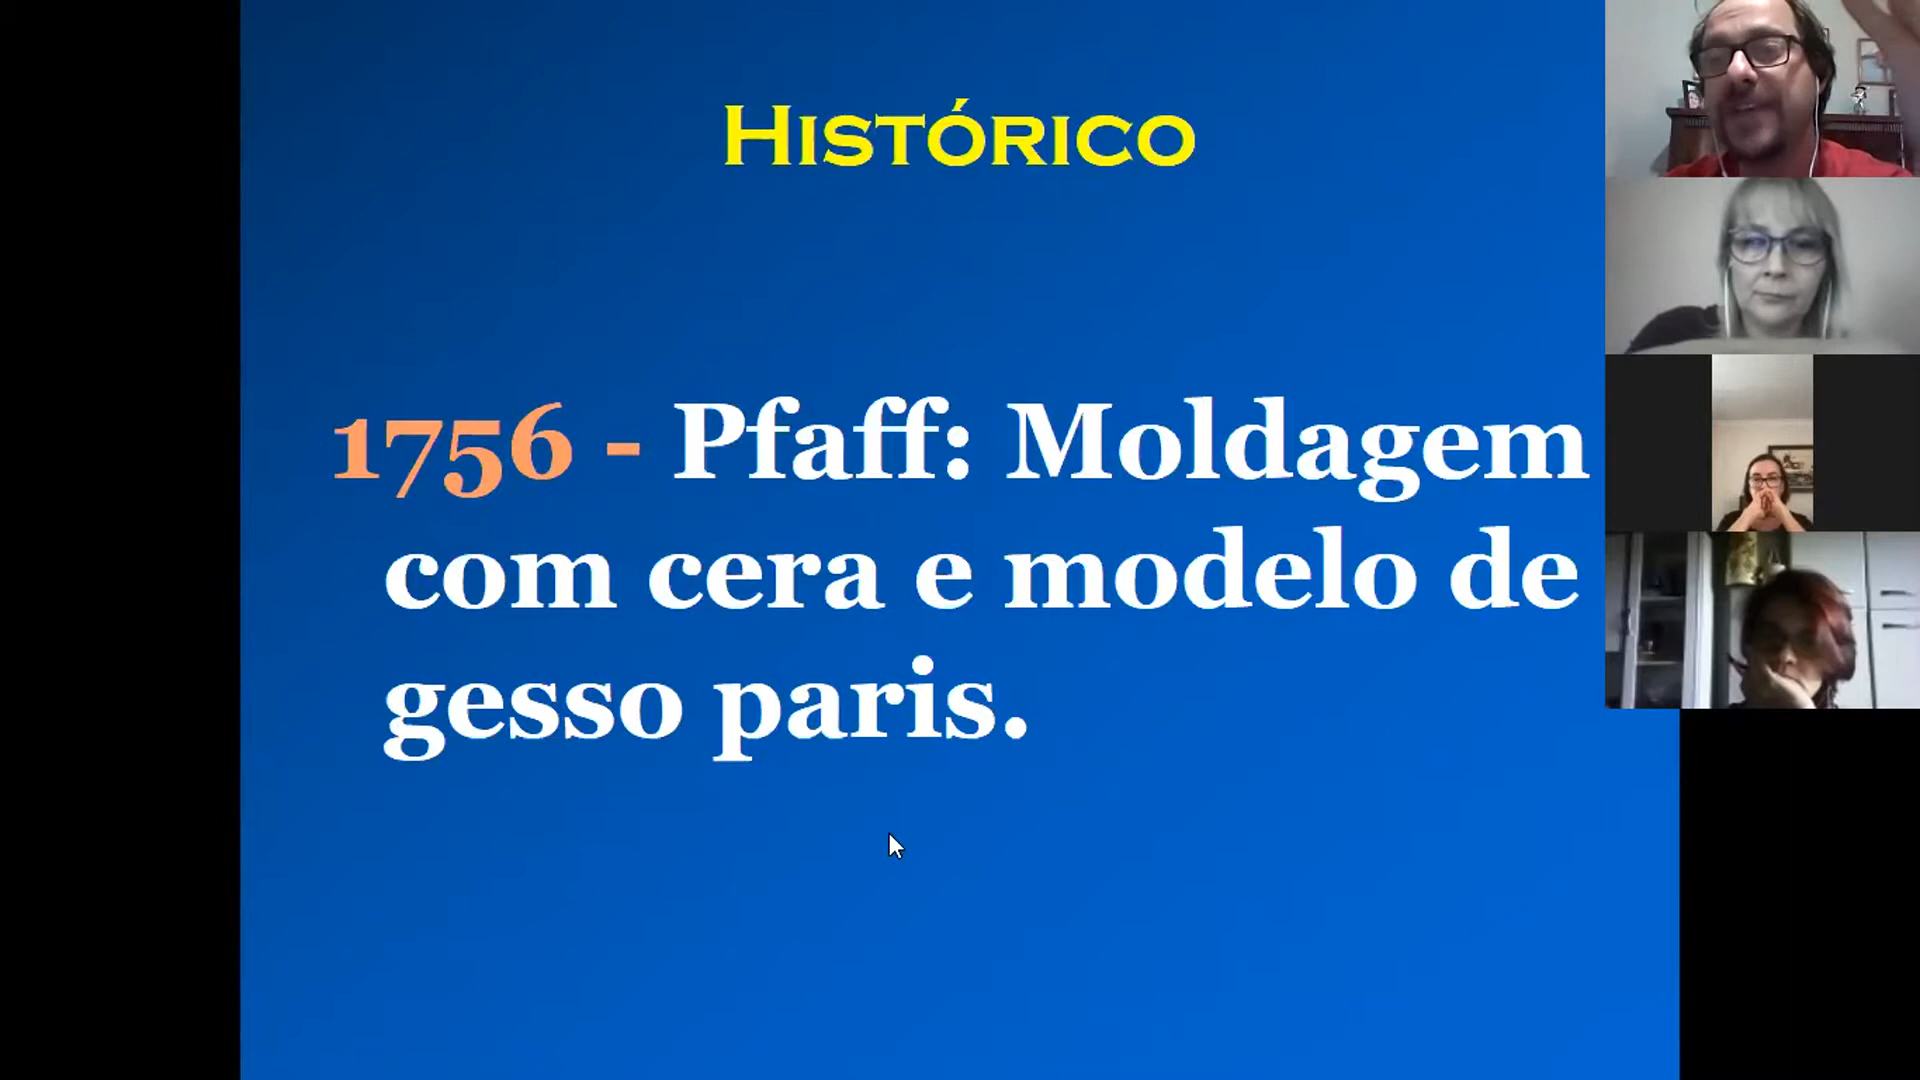 Histórico
1756 - Pfaff: Moldagem
com cera e modelo de
gesso paris.